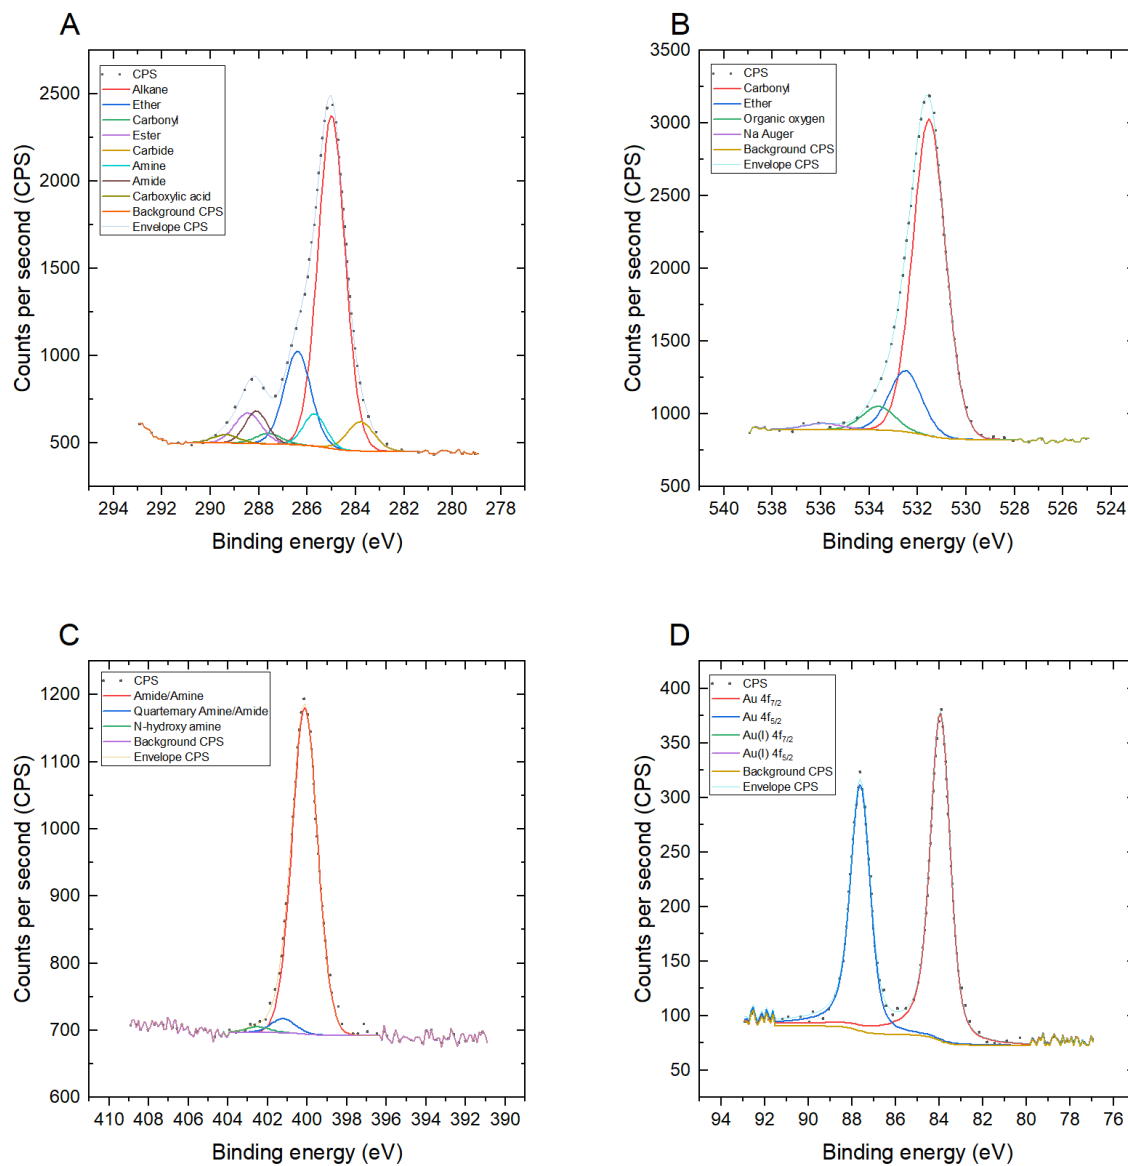 A
CPS
Alkane
Ether
Carbonyl
Ester
Carbide
Amine
Amide
Carboxylic acid
Background CPS
Envelope CPS
2500
2000
1500
1000
500
Counts per second (CPS)
294 292 290 288 286 284 282 280 278
Binding energy (eV)
B
CPS
Carbonyl
Ether
Organic oxygen
Na Auger
Background CPS
Envelope CPS
3500
3000
2500
2000
1500
1000
500
Counts per second (CPS)
540 538 536 534 532 530 528 526 524
Binding energy (eV)
C
CPS
Amide/Amine
Quarternary Amine/Amide
N-hydroxy amine
Background CPS
Envelope CPS
1200
1100
1000
900
800
700
600
Counts per second (CPS)
410 408 406 404 402 400 398 396 394 392 390
Binding energy (eV)
D
CPS
Au 4f7/2
Au 4f5/2
Au(I) 4f7/2
Au(I) 4f5/2
Background CPS
Envelope CPS
400
350
300
250
200
150
100
50
Counts per second (CPS)
94 92 90 88 86 84 82 80 78 76
Binding energy (eV)